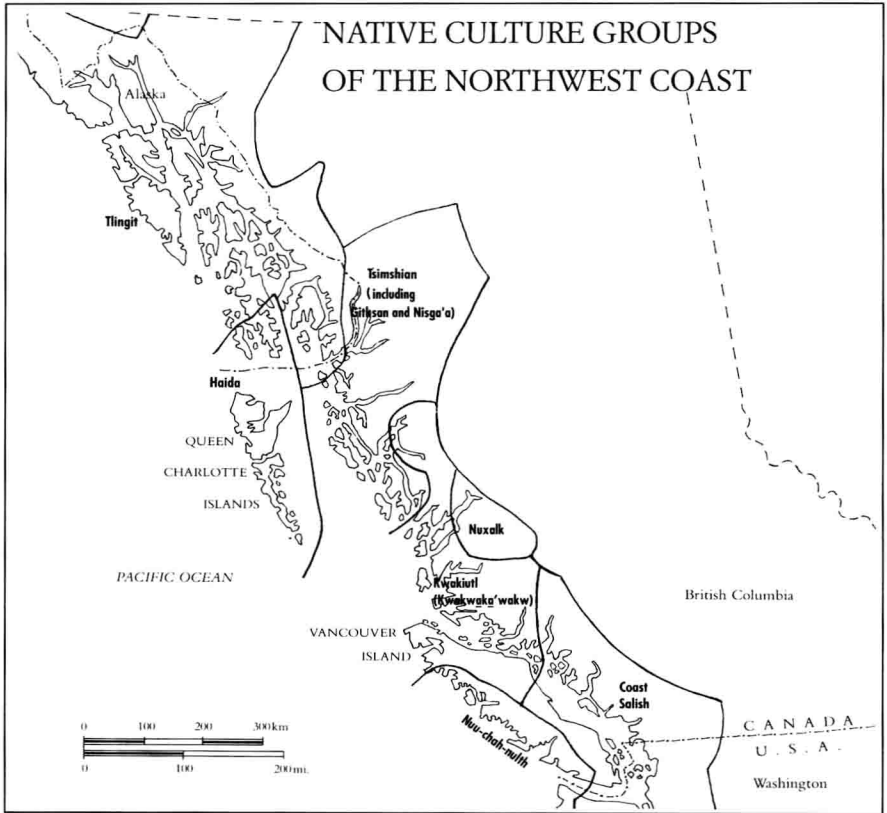 NATIVE CULTURE GROUPS
OF THE NORTHWEST COAST
Alaska
Tlingit
Tsimshian
(including
Gitksan and Nisga'a)
Haida
QUEEN
CHARLOTTE
ISLANDS
Nuxalk
PACIFIC OCEAN
Kwakiutl
(Kwakwa̲ka̲'wakw)
British Columbia
VANCOUVER
ISLAND
Coast
Salish
Nuu-chah-nulth
0 100 200 300 km
0 100 200 mi.
CANADA
U.S.A.
Washington